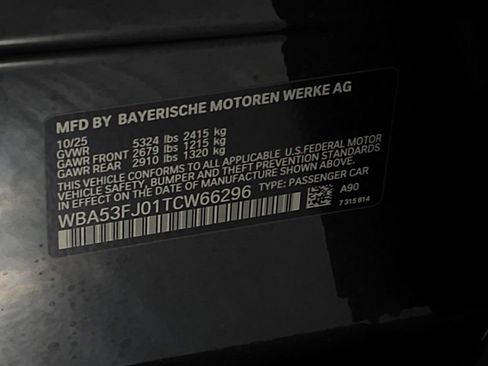 MFD BY BAYERISCHE MOTOREN WERKE AG
10/25 5324 lbs 2415 kg
GVWR
GAWR FRONT 2679 lbs 1215 kg
GAWR REAR 2910 lbs 1320 kg
THIS VEHICLE CONFORMS TO ALL APPLICABLE U.S.FEDERAL MOTOR
VEHICLE SAFETY, BUMPER AND THEFT PREVENTION STANDARDS
IN EFFECT ON THE DATE OF MANUFACTURE SHOWN ABOVE.
WBA53FJ01TCW66296 TYPE: PASSENGER CAR
A90
7 315 814